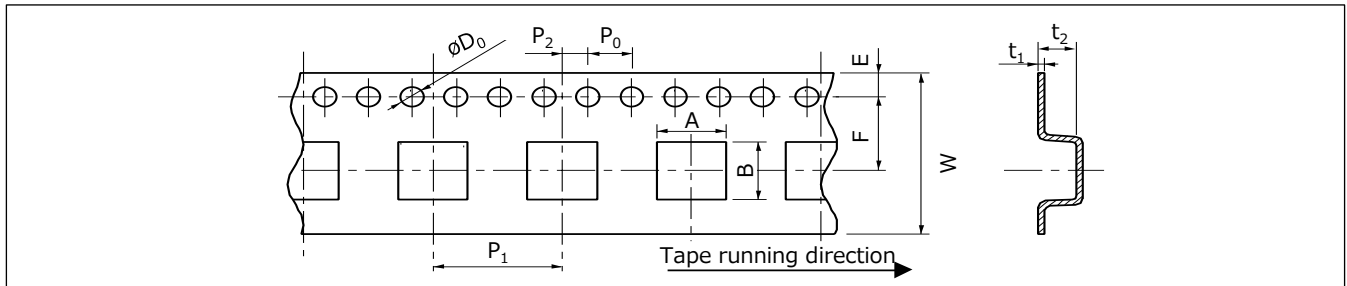 øD₀
P₂
P₀
E
t₁
t₂
A
F
B
W
P₁
Tape running direction